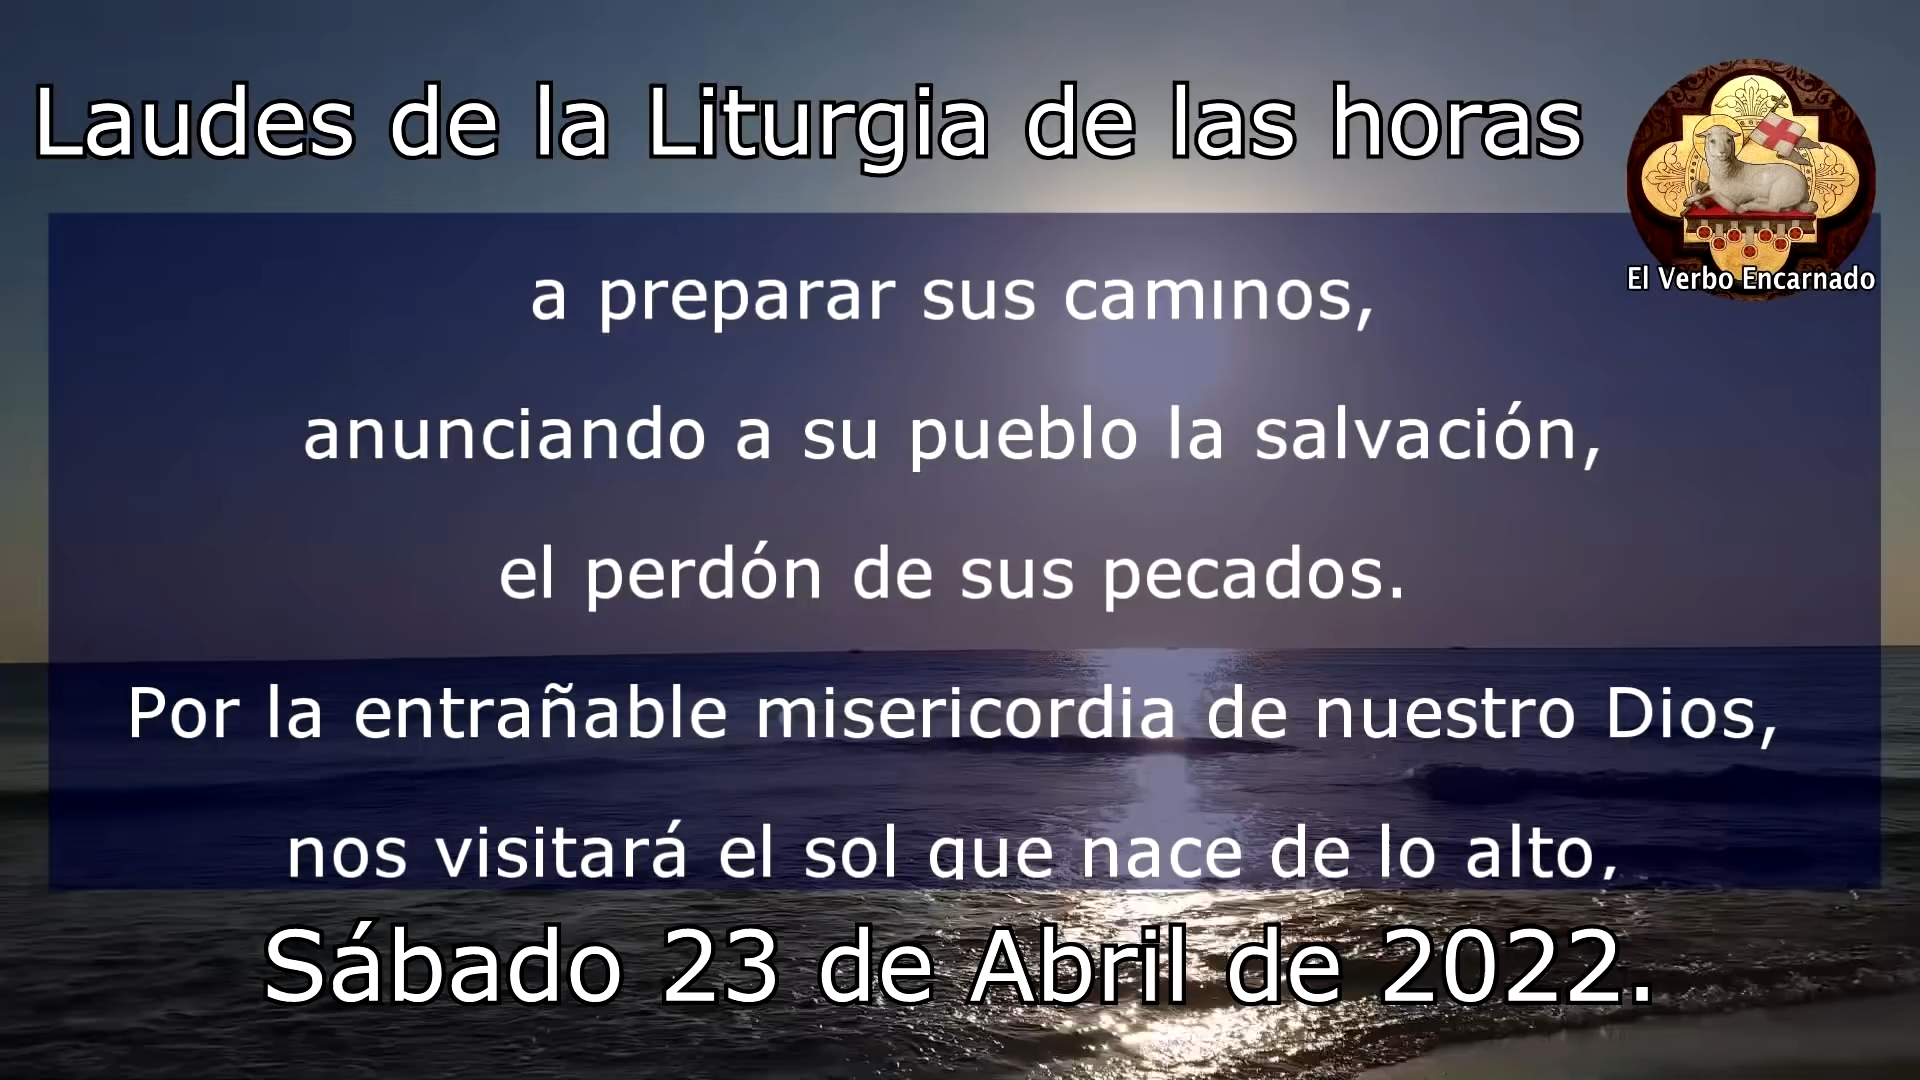 Laudes de la Liturgia de las horas
El Verbo Encarnado
a preparar sus caminos,
anunciando a su pueblo la salvación,
el perdón de sus pecados.
Por la entrañable misericordia de nuestro Dios,
nos visitará el sol que nace de lo alto,
Sábado 23 de Abril de 2022.